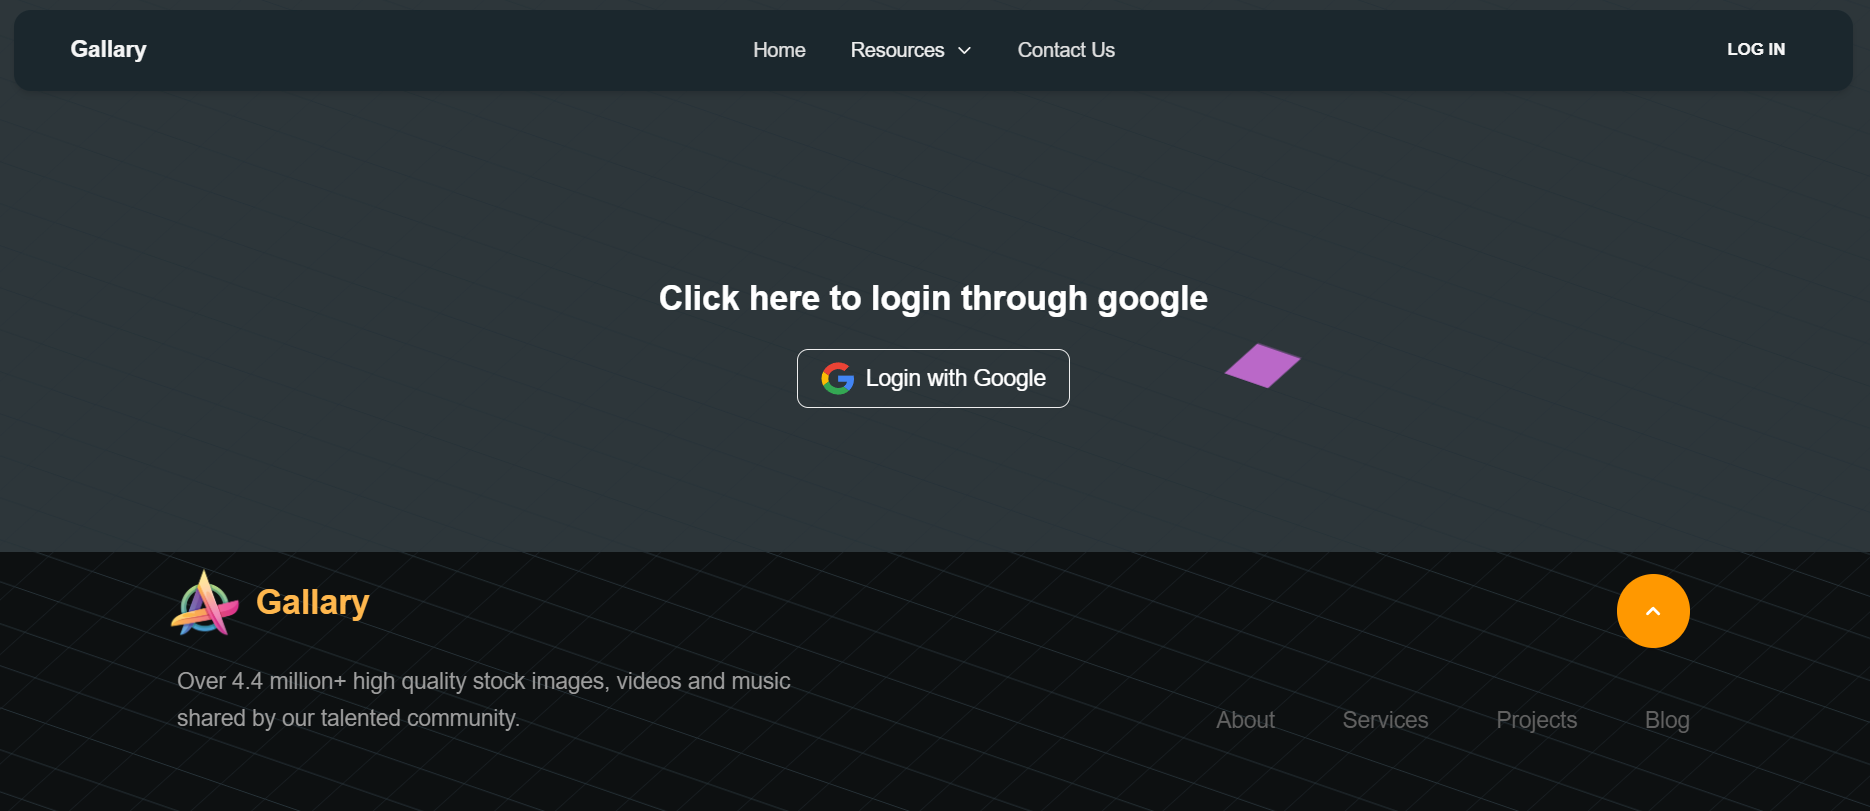 Gallary
Home
Resources
Contact Us
LOG IN
Click here to login through google
Login with Google
Gallary
Over 4.4 million+ high quality stock images, videos and music
shared by our talented community.
About
Services
Projects
Blog